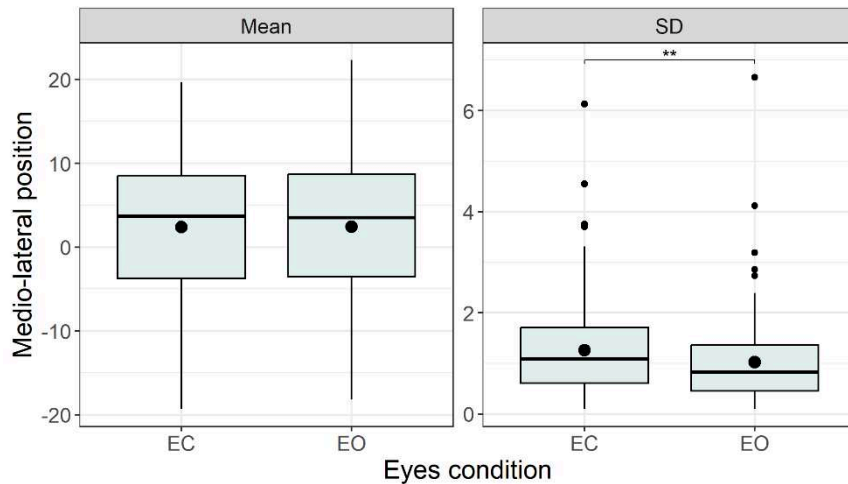 Mean
SD
**
Medio-lateral position
20
10
0
-10
-20
6
4
2
0
EC
EO
EC
EO
Eyes condition